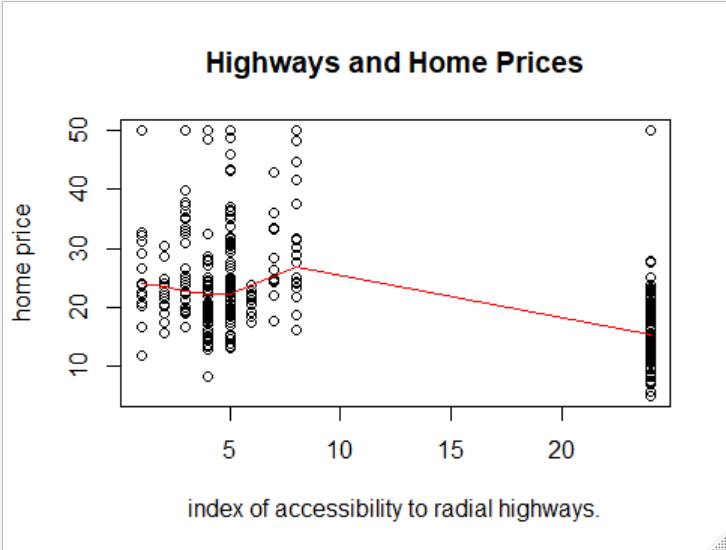 Highways and Home Prices
50
40
30
20
10
home price
5 10 15 20
index of accessibility to radial highways.